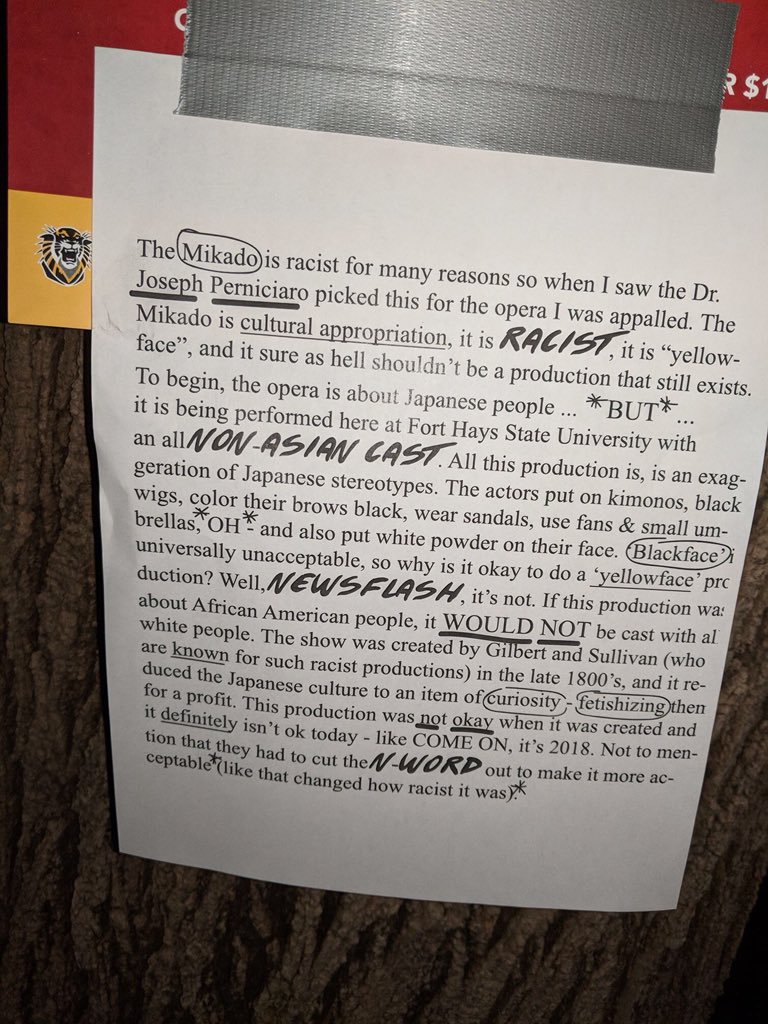 R $1
The Mikado is racist for many reasons so when I saw the Dr.
Joseph Perniciaro picked this for the opera I was appalled. The
Mikado is cultural appropriation, it is RACIST, it is “yellow-
face”, and it sure as hell shouldn’t be a production that still exists.
To begin, the opera is about Japanese people ... *BUT*...
it is being performed here at Fort Hays State University with
an all NON-ASIAN CAST. All this production is, is an exag-
geration of Japanese stereotypes. The actors put on kimonos, black
wigs, color their brows black, wear sandals, use fans & small um-
brellas, *OH*- and also put white powder on their face. ‘Blackface’ i
universally unacceptable, so why is it okay to do a ‘yellowface’ pro
duction? Well, NEWSFLASH, it’s not. If this production was
about African American people, it WOULD NOT be cast with al
white people. The show was created by Gilbert and Sullivan (who
are known for such racist productions) in the late 1800’s, and it re-
duced the Japanese culture to an item of curiosity - fetishizing then
for a profit. This production was not okay when it was created and
it definitely isn’t ok today - like COME ON, it’s 2018. Not to men-
tion that they had to cut the N-WORD out to make it more ac-
ceptable *(like that changed how racist it was).*